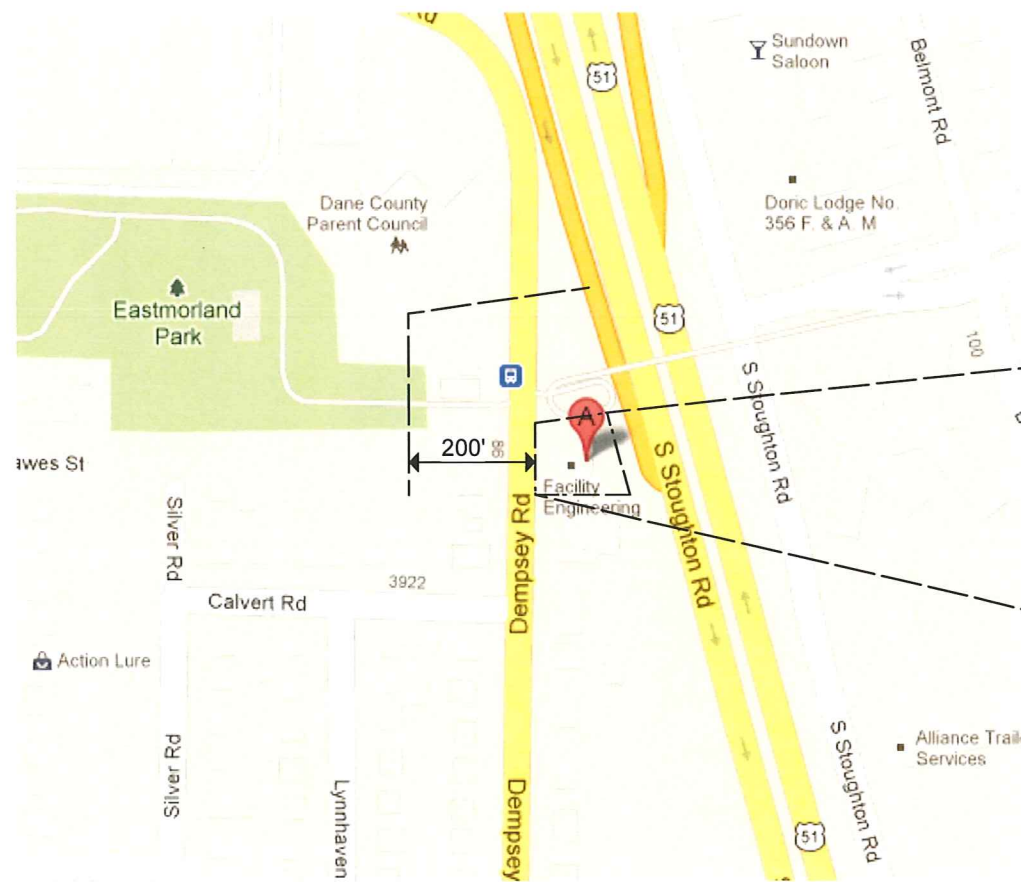 Rd
51
Sundown
Saloon
Belmont Rd
Dane County
Parent Council
Doric Lodge No.
356 F. & A. M
Eastmorland
Park
51
100
S Stoughton Rd
A
200'
98
awes St
Facility
Engineering
S Stoughton Rd
Silver Rd
Dempsey Rd
3922
Calvert Rd
Action Lure
Silver Rd
Lynnhaven
Dempsey
S Stoughton Rd
Alliance Traile
Services
51